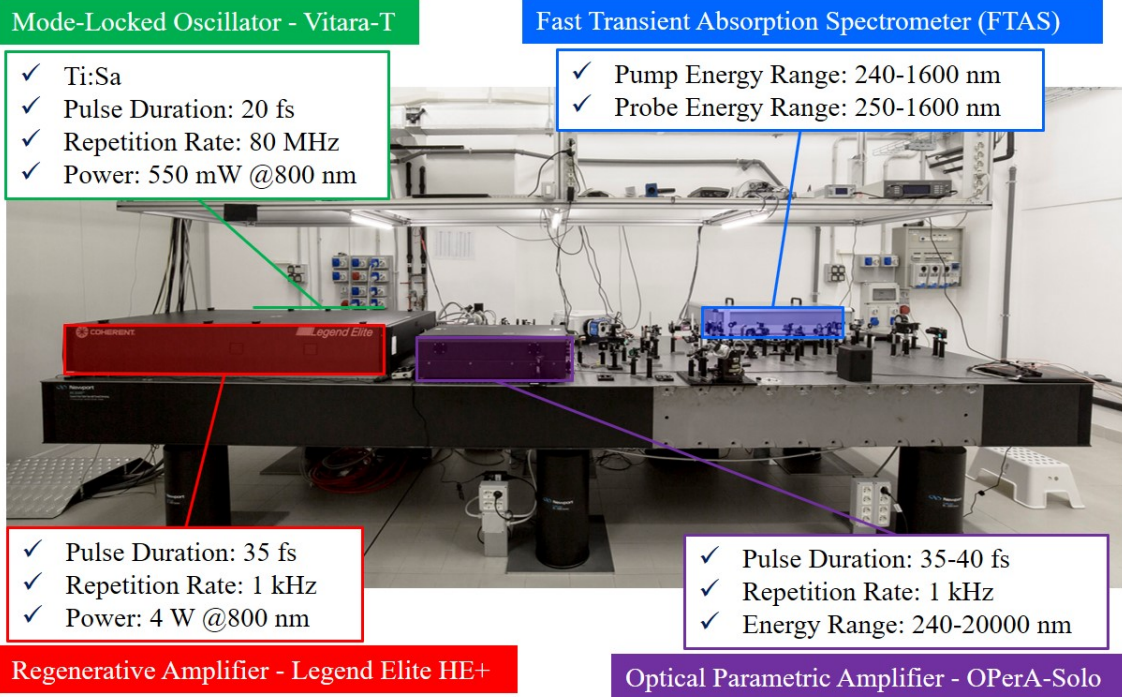 Mode-Locked Oscillator - Vitara-T
Fast Transient Absorption Spectrometer (FTAS)
✓ Ti:Sa
✓ Pulse Duration: 20 fs
✓ Repetition Rate: 80 MHz
✓ Power: 550 mW @800 nm
✓ Pump Energy Range: 240-1600 nm
✓ Probe Energy Range: 250-1600 nm
COHERENT
Legend Elite
Newport
Newport
Newport
✓ Pulse Duration: 35 fs
✓ Repetition Rate: 1 kHz
✓ Power: 4 W @800 nm
✓ Pulse Duration: 35-40 fs
✓ Repetition Rate: 1 kHz
✓ Energy Range: 240-20000 nm
Regenerative Amplifier - Legend Elite HE+
Optical Parametric Amplifier - OPerA-Solo